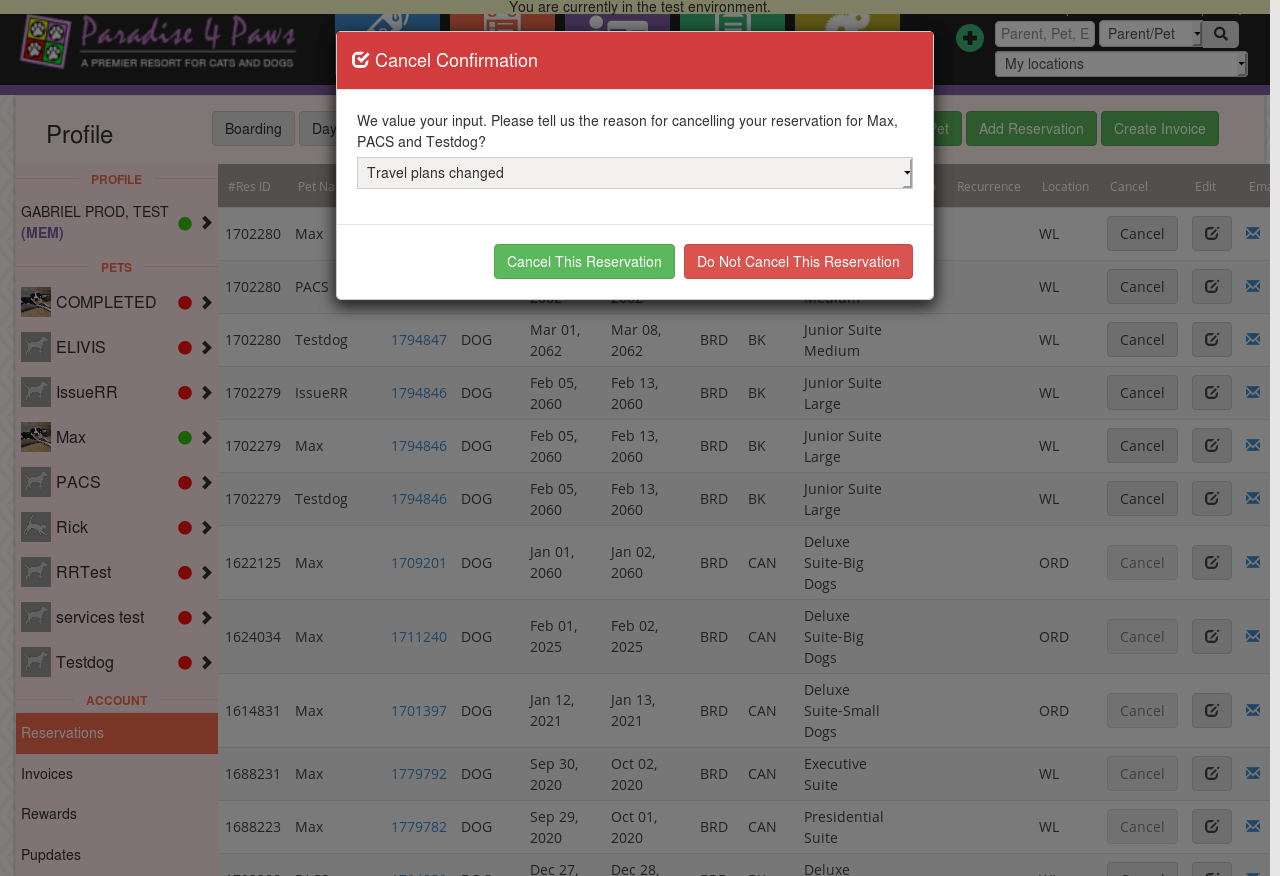 You are currently in the test environment.
Paradise 4 Paws
A PREMIER RESORT FOR CATS AND DOGS
Parent, Pet, E
Parent/Pet
My locations
Cancel Confirmation
We value your input. Please tell us the reason for cancelling your reservation for Max,
PACS and Testdog?
Travel plans changed
Cancel This Reservation
Do Not Cancel This Reservation
Profile
Boarding
Day
Pet
Add Reservation
Create Invoice
PROFILE
GABRIEL PROD, TEST
(MEM)
PETS
COMPLETED
ELIVIS
IssueRR
Max
PACS
Rick
RRTest
services test
Testdog
ACCOUNT
Reservations
Invoices
Rewards
Pupdates
#Res ID Pet Na Recurrence Location Cancel Edit Ema
1702280 Max WL Cancel
1702280 PACS WL Cancel
1702280 Testdog 1794847 DOG Mar 01, 2062 Mar 08, 2062 BRD BK Junior Suite Medium WL Cancel
1702279 IssueRR 1794846 DOG Feb 05, 2060 Feb 13, 2060 BRD BK Junior Suite Large WL Cancel
1702279 Max 1794846 DOG Feb 05, 2060 Feb 13, 2060 BRD BK Junior Suite Large WL Cancel
1702279 Testdog 1794846 DOG Feb 05, 2060 Feb 13, 2060 BRD BK Junior Suite Large WL Cancel
1622125 Max 1709201 DOG Jan 01, 2060 Jan 02, 2060 BRD CAN Deluxe Suite-Big Dogs ORD Cancel
1624034 Max 1711240 DOG Feb 01, 2025 Feb 02, 2025 BRD CAN Deluxe Suite-Big Dogs ORD Cancel
1614831 Max 1701397 DOG Jan 12, 2021 Jan 13, 2021 BRD CAN Deluxe Suite-Small Dogs ORD Cancel
1688231 Max 1779792 DOG Sep 30, 2020 Oct 02, 2020 BRD CAN Executive Suite WL Cancel
1688223 Max 1779782 DOG Sep 29, 2020 Oct 01, 2020 BRD CAN Presidential Suite WL Cancel
Dec 27, Dec 28, Deluxe